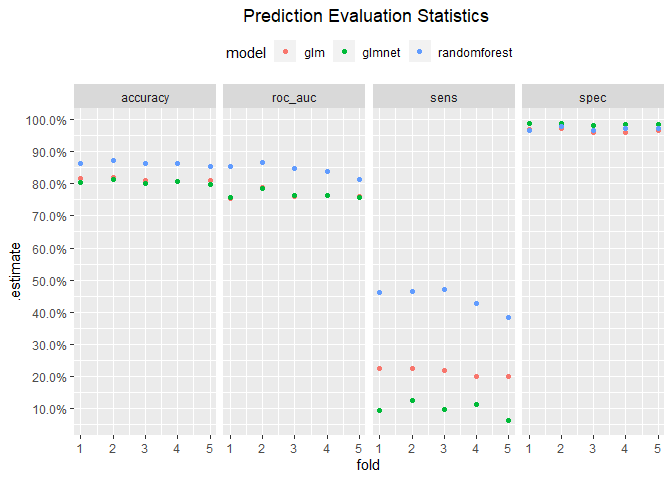 Prediction Evaluation Statistics
model glm glmnet randomforest
accuracy roc_auc sens spec
100.0%
90.0%
80.0%
70.0%
60.0%
50.0%
40.0%
30.0%
20.0%
10.0%
.estimate
1 2 3 4 5 1 2 3 4 5 1 2 3 4 5 1 2 3 4 5
fold